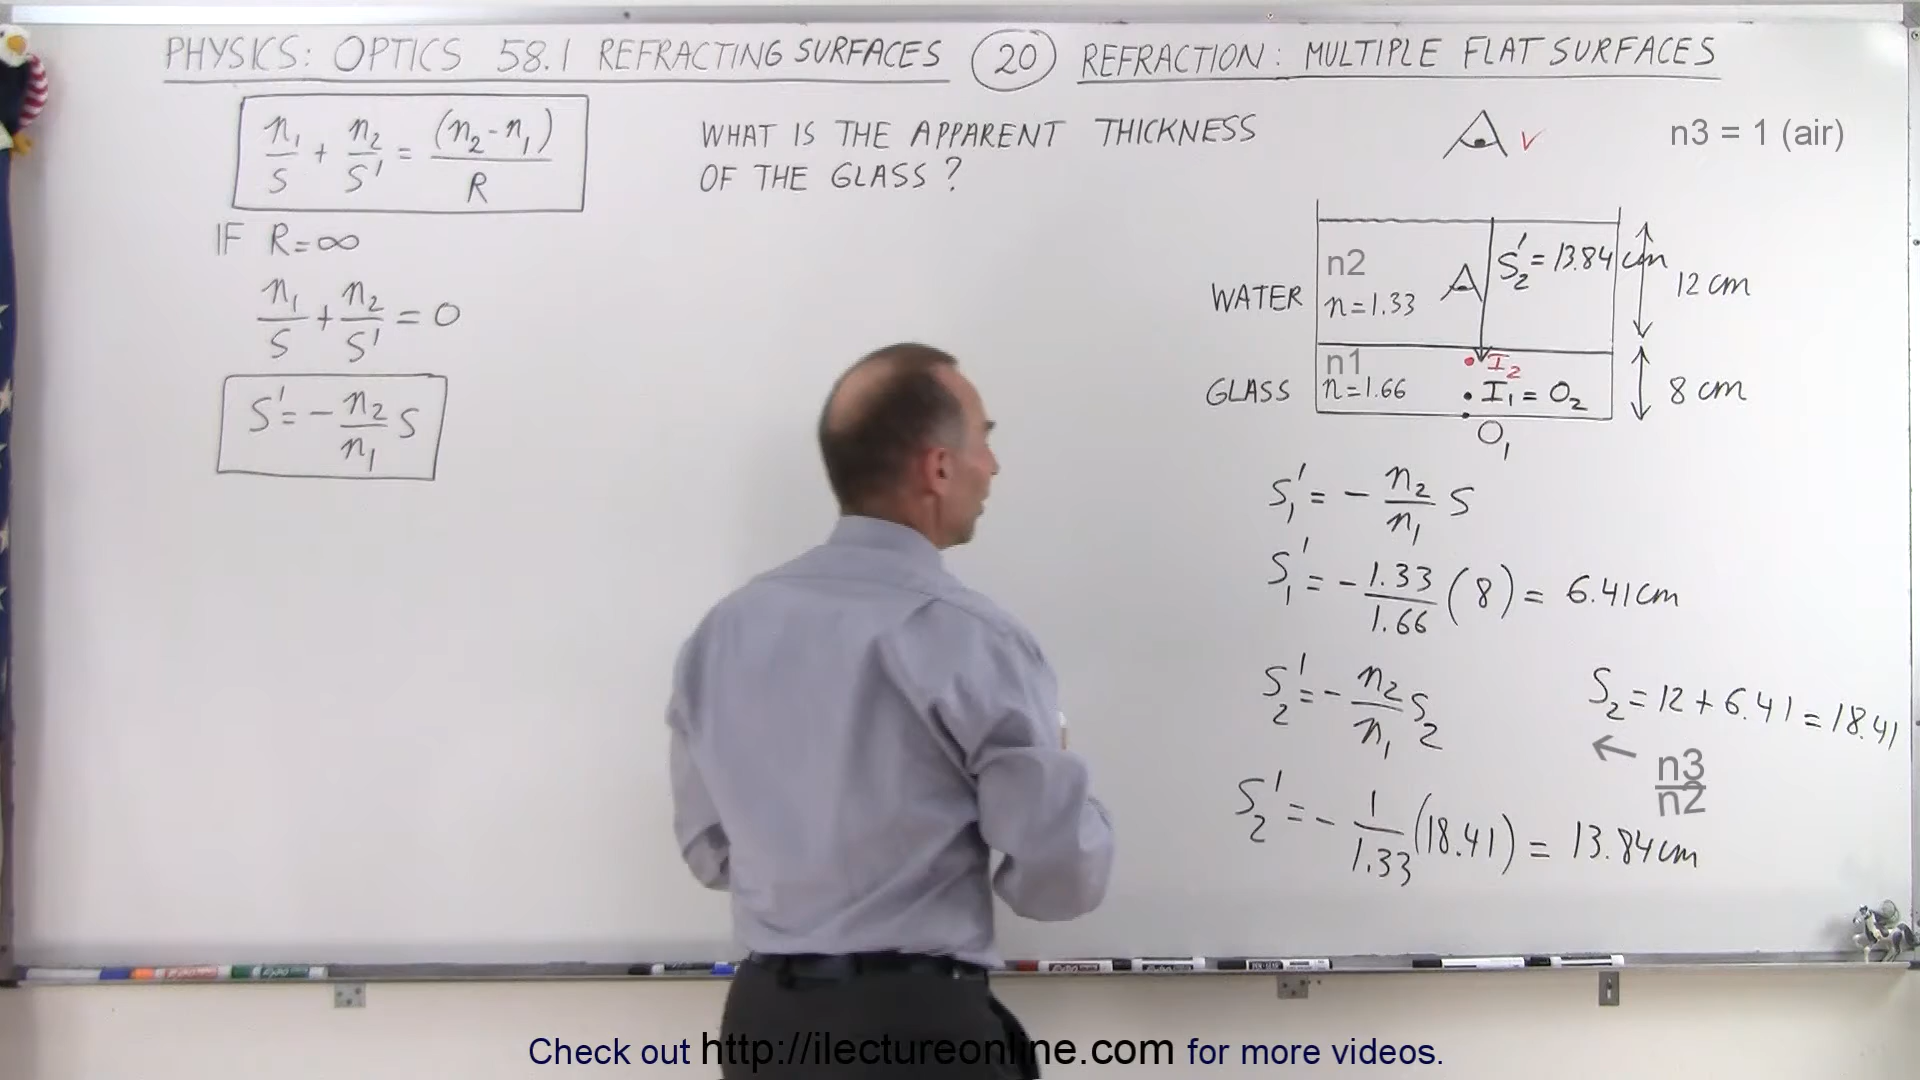 PHYSICS: OPTICS 58.1 REFRACTING SURFACES (20) REFRACTION: MULTIPLE FLAT SURFACES
n₁/S + n₂/S' = (n₂-n₁)/R
IF R=∞
n₁/S + n₂/S' = 0
S' = - n₂/n₁ S
WHAT IS THE APPARENT THICKNESS
OF THE GLASS?
V
n3 = 1 (air)
n2
S₂' = 13.84 cm
WATER n=1.33
12 cm
n1
I₂
GLASS n=1.66
I₁ = O₂
8 cm
O₁
S₁' = - n₂/n₁ S
S₁' = - 1.33/1.66 (8) = 6.41cm
S₂' = - n₂/n₁ S₂
S₂ = 12 + 6.41 = 18.41
← n3/n2
S₂' = - 1/1.33 (18.41) = 13.84cm
Check out http://ilectureonline.com for more videos.